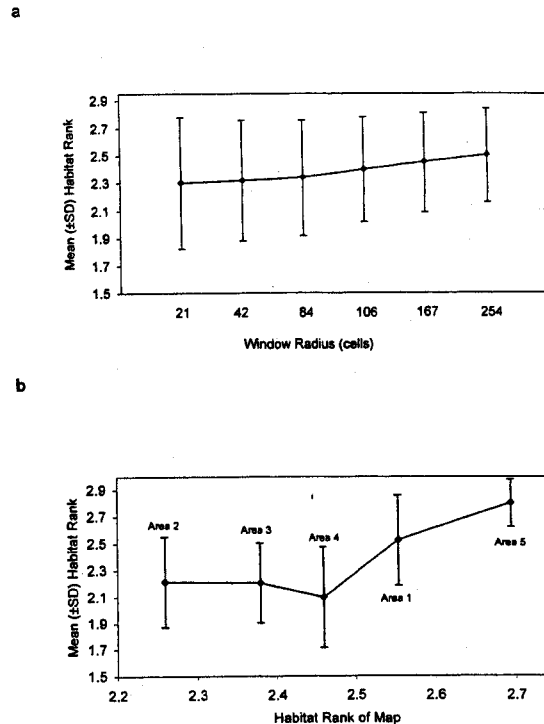 a
Mean (±SD) Habitat Rank
2.9
2.7
2.5
2.3
2.1
1.9
1.7
1.5
21 42 84 106 167 254
Window Radius (cells)
b
Mean (±SD) Habitat Rank
2.9
2.7
2.5
2.3
2.1
1.9
1.7
1.5
Area 2 Area 3 Area 4 Area 1 Area 5
2.2 2.3 2.4 2.5 2.6 2.7
Habitat Rank of Map